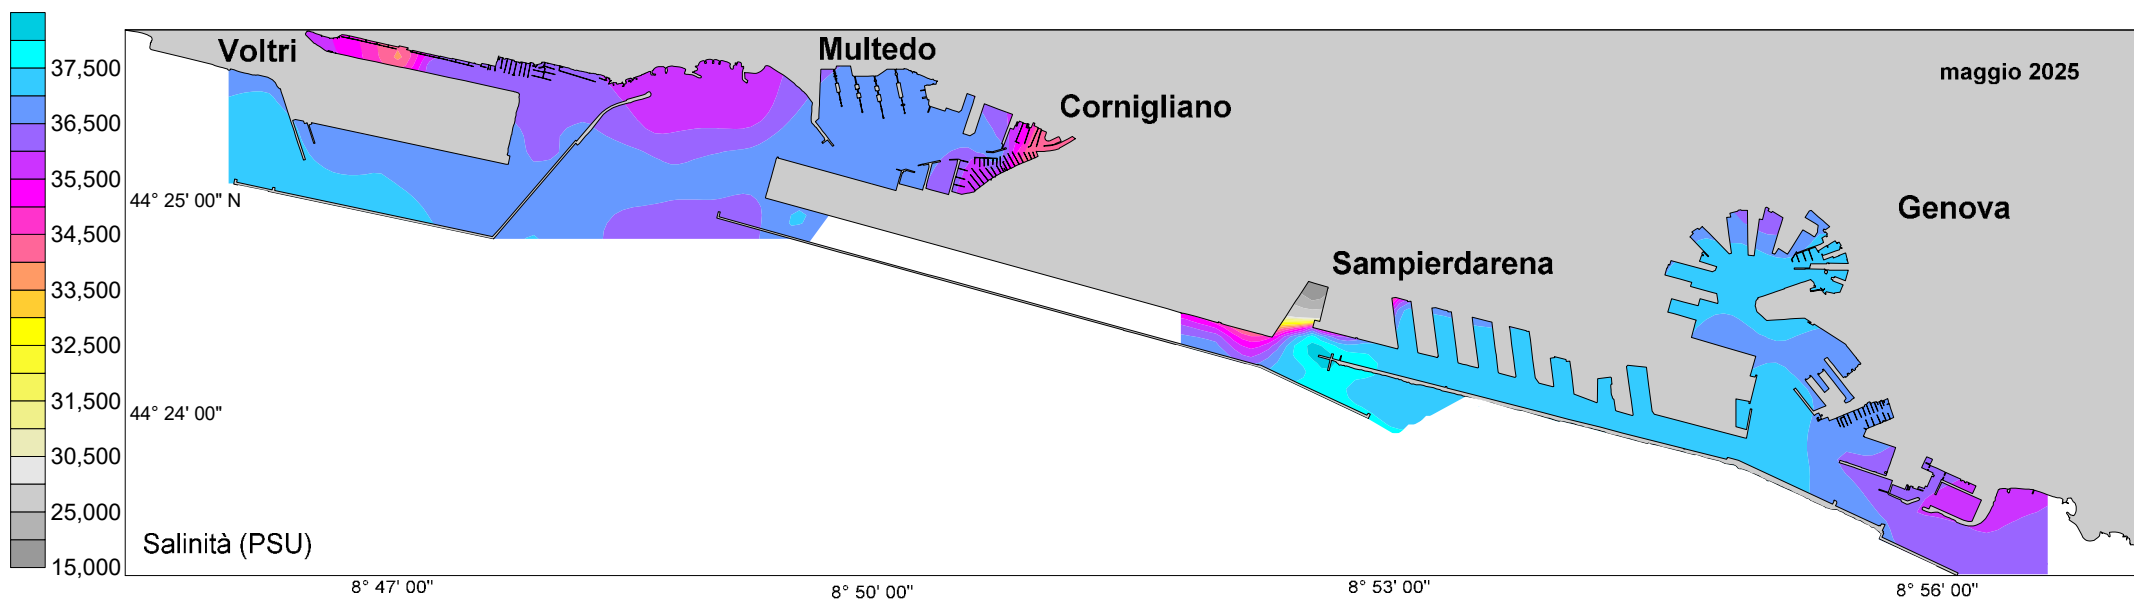 Voltri
Multedo
maggio 2025
Cornigliano
44° 25' 00" N
Genova
Sampierdarena
44° 24' 00"
Salinità (PSU)
37,500
36,500
35,500
34,500
33,500
32,500
31,500
30,500
25,000
15,000
8° 47' 00"
8° 50' 00"
8° 53' 00"
8° 56' 00"